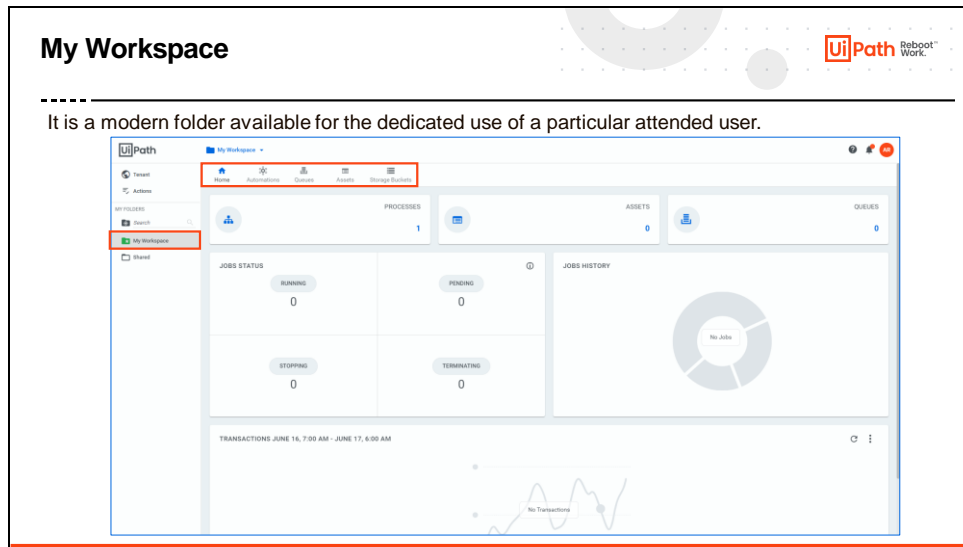 My Workspace
UiPath Reboot™ Work.
It is a modern folder available for the dedicated use of a particular attended user.
UiPath
My Workspace
AR
Tenant
Home Automations Queues Assets Storage Buckets
Actions
MY FOLDERS
Search
My Workspace
Shared
PROCESSES
1
ASSETS
0
QUEUES
0
JOBS STATUS
RUNNING
0
PENDING
0
STOPPING
0
TERMINATING
0
JOBS HISTORY
No Jobs
TRANSACTIONS JUNE 16, 7:00 AM - JUNE 17, 6:00 AM
No Transactions